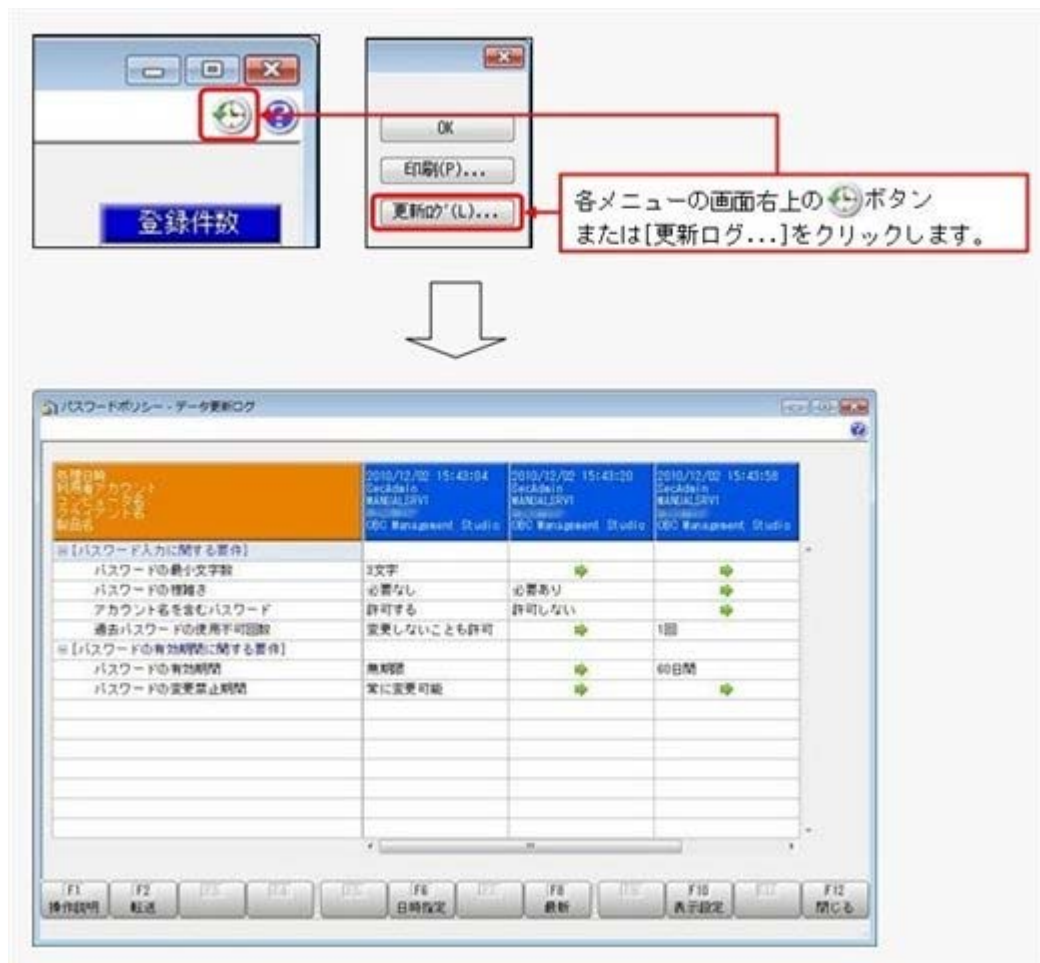 登録件数
OK
印刷(P)...
更新ログ(L)...
各メニューの画面右上の ボタン
または[更新ログ...]をクリックします。
パスワードポリシー - データ更新ログ
処理日時 2010/12/02 15:43:04 2010/12/02 15:43:20 2010/12/02 15:43:58
利用者アカウント SecAdmin SecAdmin SecAdmin
コンピュータ名 MANUALSRV1 MANUALSRV1 MANUALSRV1
クライアント名
製品名 OBC Management Studio OBC Management Studio OBC Management Studio
[パスワード入力に関する要件]
パスワードの最小文字数 3文字
パスワードの複雑さ 必要なし 必要あり
アカウント名を含むパスワード 許可する 許可しない
過去パスワードの使用不可回数 変更しないことも許可 1回
[パスワードの有効期間に関する要件]
パスワードの有効期間 無期限 60日間
パスワードの変更禁止期間 常に変更可能
F1 F2 F3 F4 F5 F6 F7 F8 F9 F10 F11 F12
操作説明 転送 日時指定 最新 表示設定 閉じる